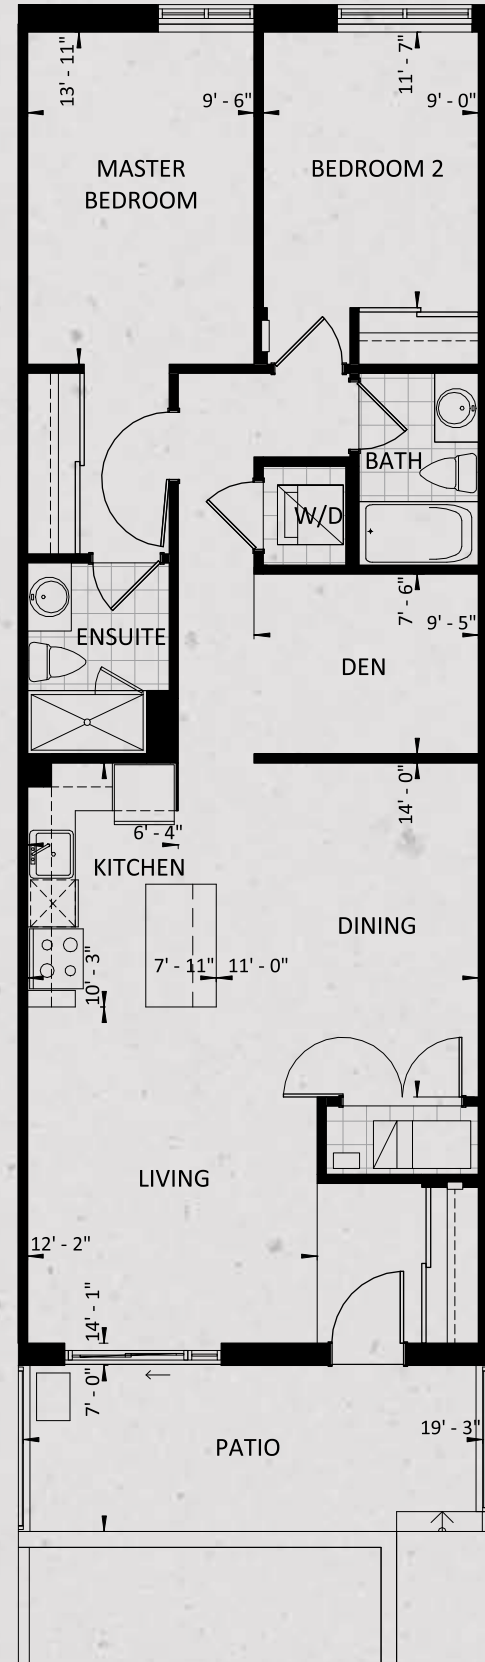 13' - 11"
9' - 6"
11' - 7"
9' - 0"
MASTER
BEDROOM
BEDROOM 2
BATH
W/D
ENSUITE
7' - 6"
9' - 5"
DEN
14' - 0"
6' - 4"
KITCHEN
DINING
10' - 3"
7' - 11"
11' - 0"
LIVING
12' - 2"
14' - 1"
7' - 0"
19' - 3"
PATIO